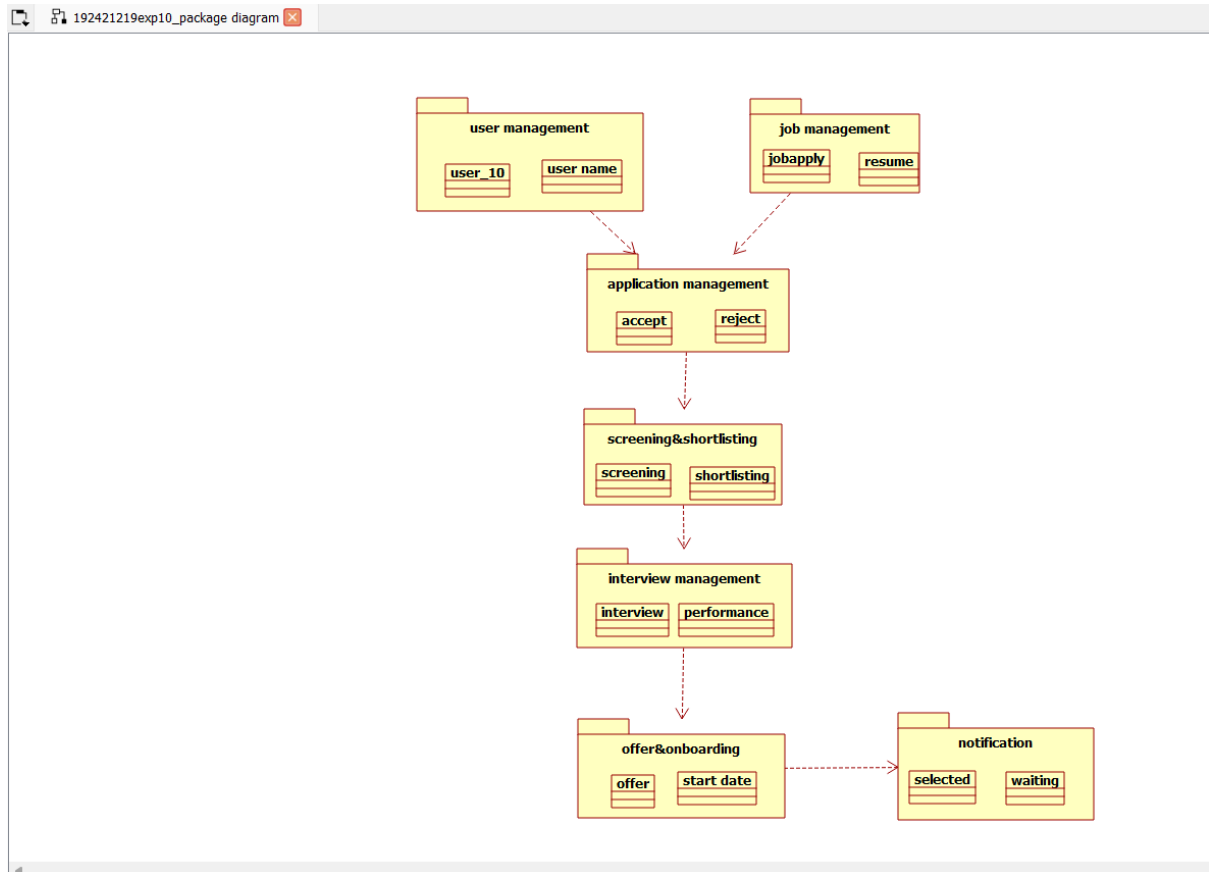 192421219exp10_package diagram
user management
user_10
user name
job management
jobapply
resume
application management
accept
reject
screening&shortlisting
screening
shortlisting
interview management
interview
performance
offer&onboarding
offer
start date
notification
selected
waiting